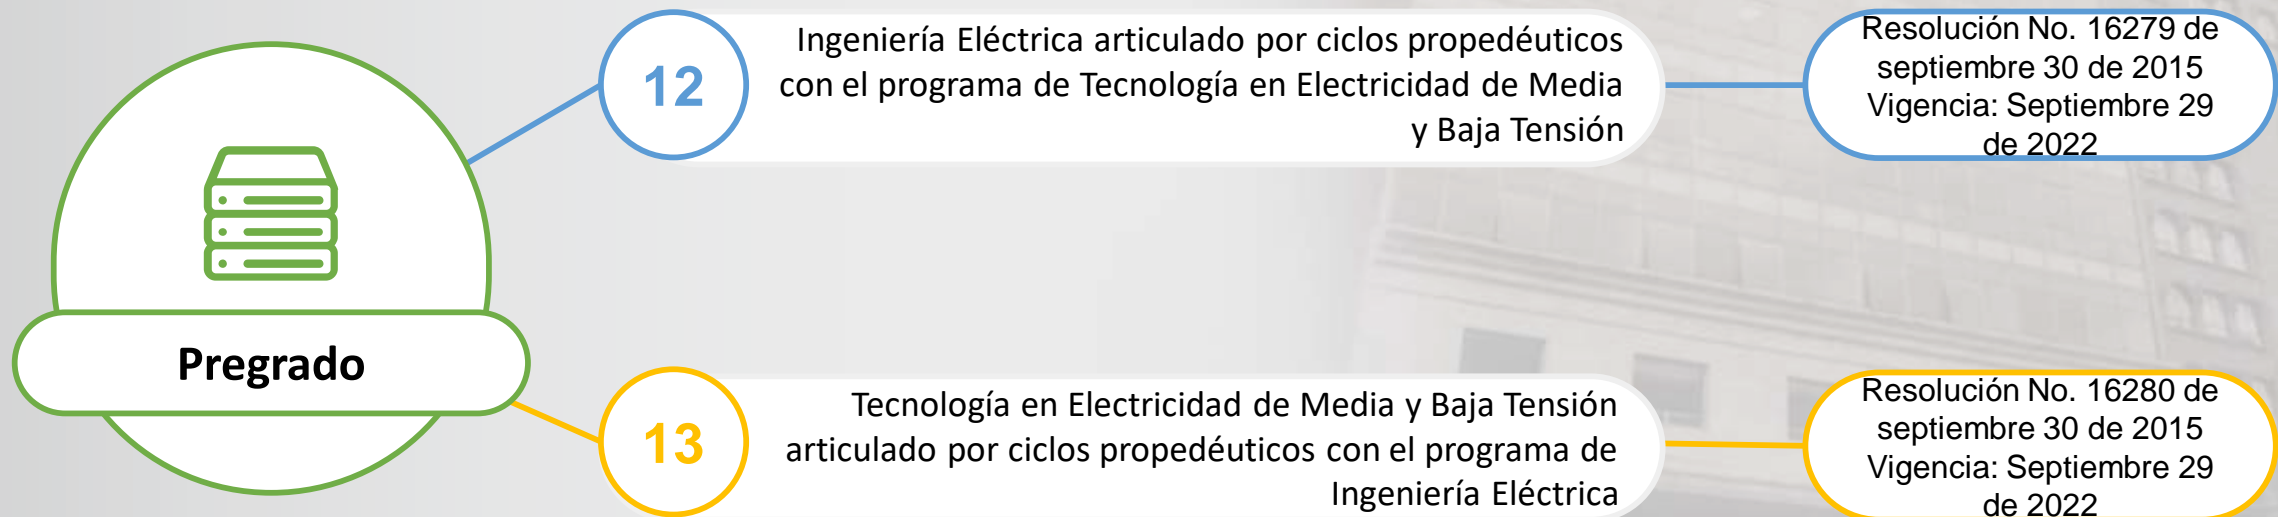 12
Ingeniería Eléctrica articulado por ciclos propedéuticos
con el programa de Tecnología en Electricidad de Media
y Baja Tensión
Resolución No. 16279 de
septiembre 30 de 2015
Vigencia: Septiembre 29
de 2022
Pregrado
13
Tecnología en Electricidad de Media y Baja Tensión
articulado por ciclos propedéuticos con el programa de
Ingeniería Eléctrica
Resolución No. 16280 de
septiembre 30 de 2015
Vigencia: Septiembre 29
de 2022